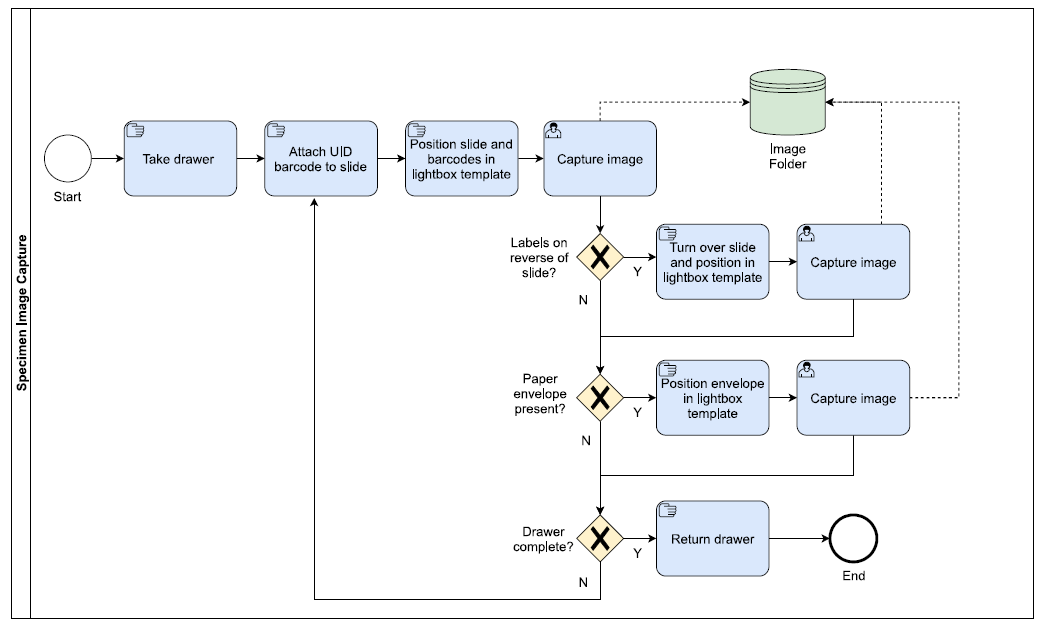 Specimen Image Capture
Start
Take drawer
Attach UID
barcode to slide
Position slide and
barcodes in
lightbox template
Capture image
Image
Folder
Labels on
reverse of
slide?
Y
N
Turn over slide
and position in
lightbox template
Capture image
Paper
envelope
present?
Y
N
Position envelope
in lightbox
template
Capture image
Drawer
complete?
Y
N
Return drawer
End